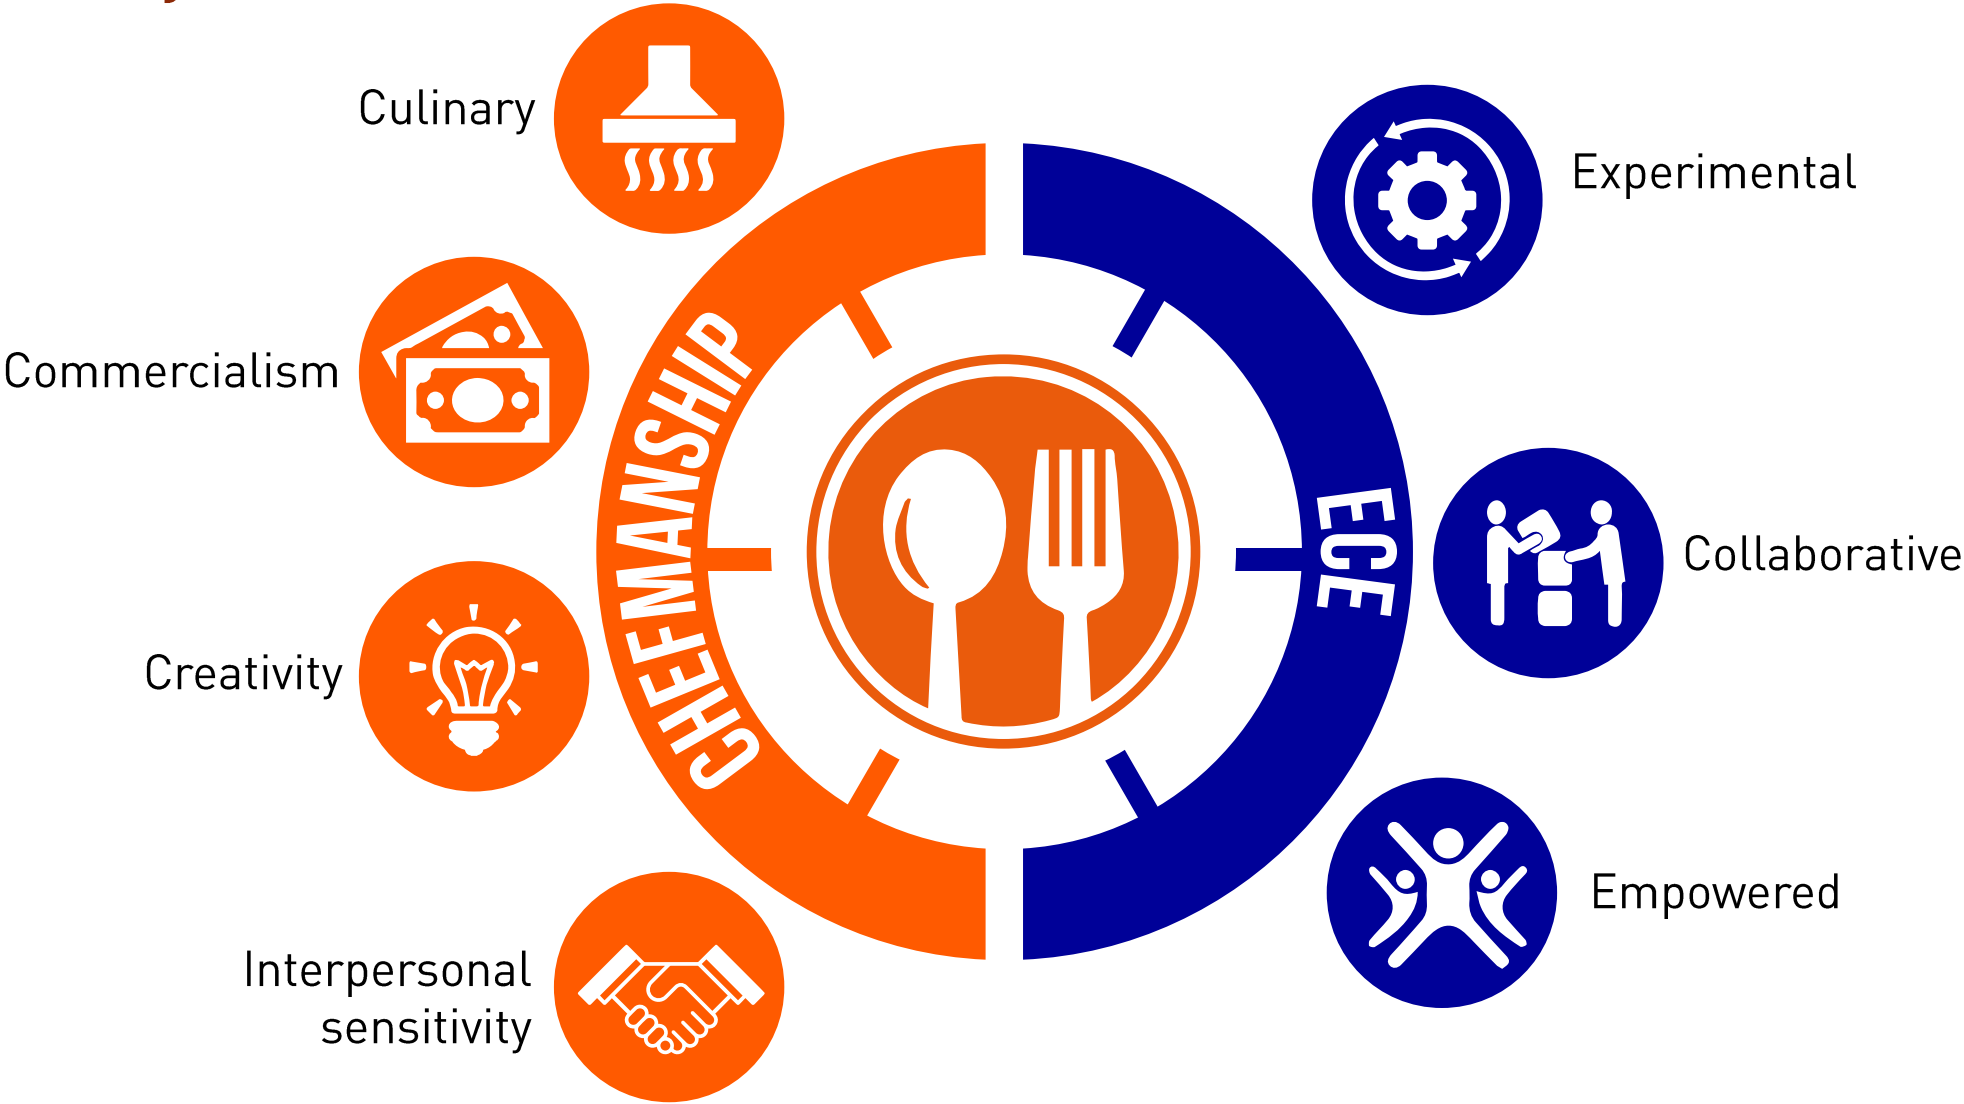 Culinary
Commercialism
Creativity
Interpersonal
sensitivity
CHEFMANSHIP
ECE
Experimental
Collaborative
Empowered